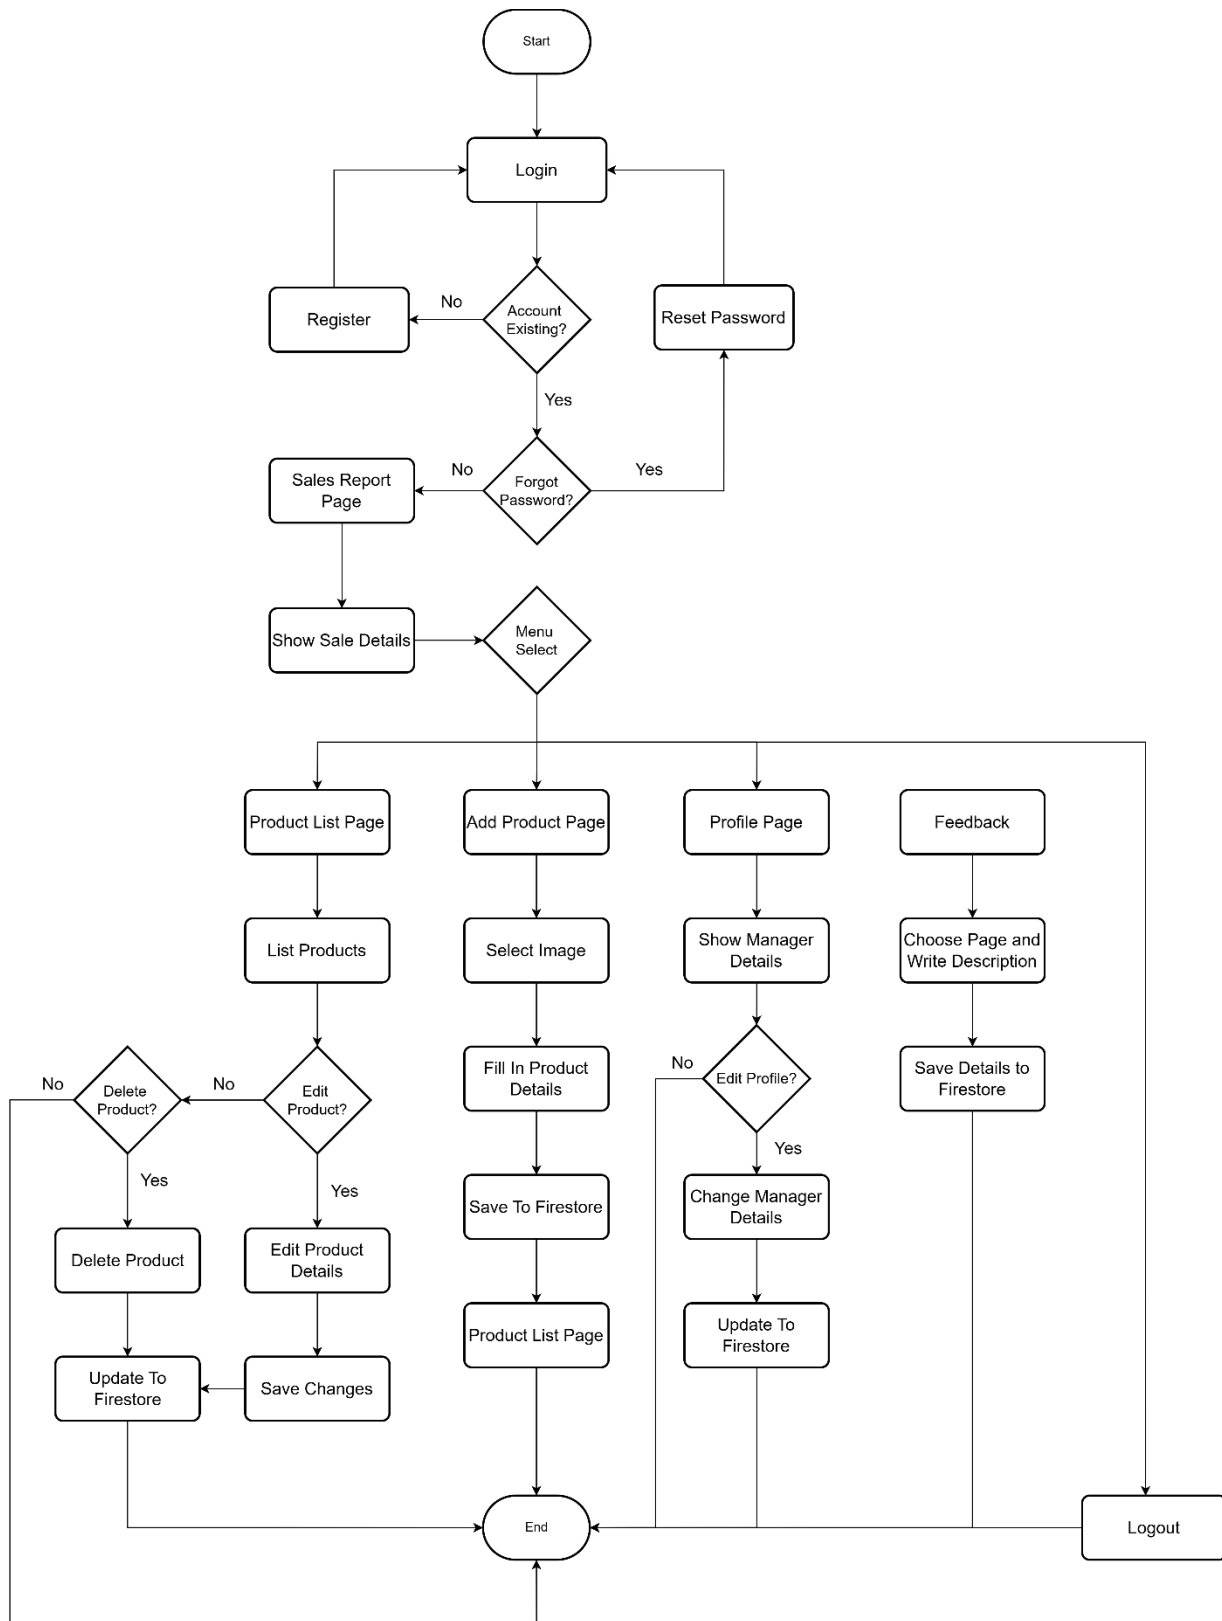 Start
Login
No
Account
Existing?
Register
Reset Password
Yes
No
Yes
Sales Report
Page
Forgot
Password?
Show Sale Details
Menu
Select
Product List Page
Add Product Page
Profile Page
Feedback
List Products
Select Image
Show Manager
Details
Choose Page and
Write Description
No
Delete
Product?
No
Edit
Product?
Fill In Product
Details
No
Edit Profile?
Save Details to
Firestore
Yes
Yes
Yes
Delete Product
Edit Product
Details
Save To Firestore
Change Manager
Details
Update To
Firestore
Save Changes
Product List Page
Update To
Firestore
End
Logout